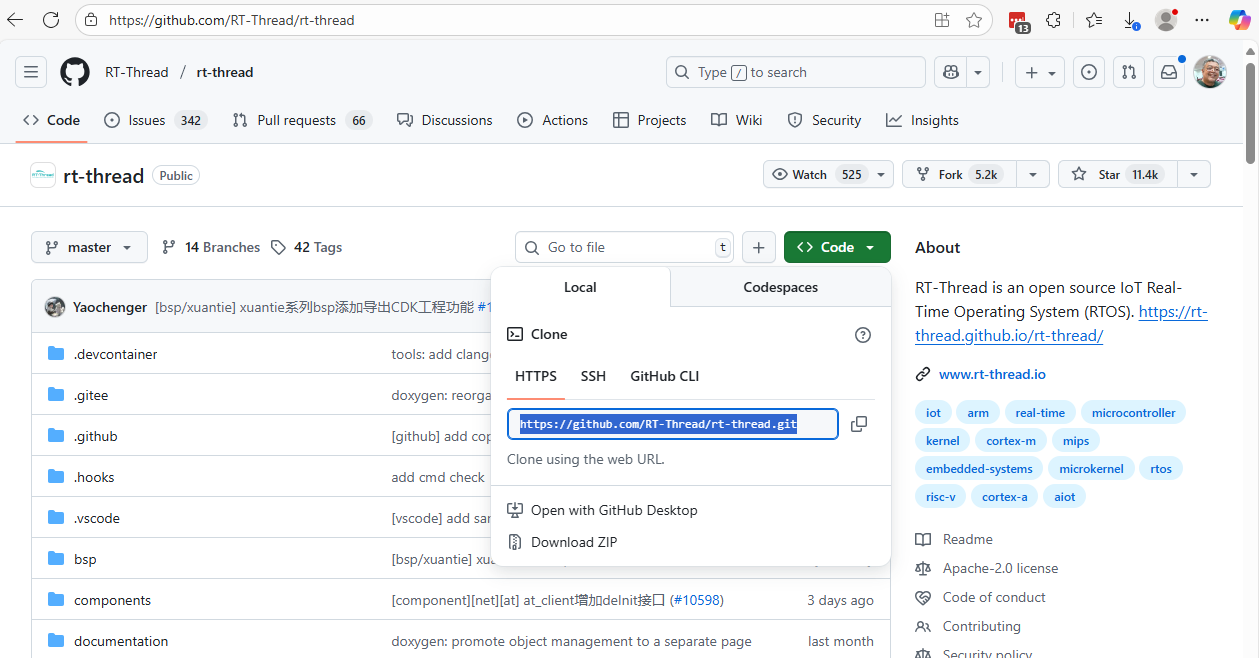 https://github.com/RT-Thread/rt-thread
13
RT-Thread / rt-thread
Type / to search
Code
Issues 342
Pull requests 66
Discussions
Actions
Projects
Wiki
Security
Insights
rt-thread Public
Watch 525
Fork 5.2k
Star 11.4k
master
14 Branches
42 Tags
Go to file t
Code
Local
Codespaces
Clone
HTTPS
SSH
GitHub CLI
https://github.com/RT-Thread/rt-thread.git
Clone using the web URL.
Open with GitHub Desktop
Download ZIP
Yaochenger [bsp/xuantie] xuantie系列bsp添加导出CDK工程功能 #1
.devcontainer tools: add clang
.gitee doxygen: reorga
.github [github] add cop
.hooks add cmd check
.vscode [vscode] add sa
bsp [bsp/xuantie] xua
components [component][net][at] at_client增加deInit接口 (#10598) 3 days ago
documentation doxygen: promote object management to a separate page last month
About
RT-Thread is an open source IoT Real-
Time Operating System (RTOS). https://rt-
thread.github.io/rt-thread/
www.rt-thread.io
iot arm real-time microcontroller
kernel cortex-m mips
embedded-systems microkernel rtos
risc-v cortex-a aiot
Readme
Apache-2.0 license
Code of conduct
Contributing
Security policy